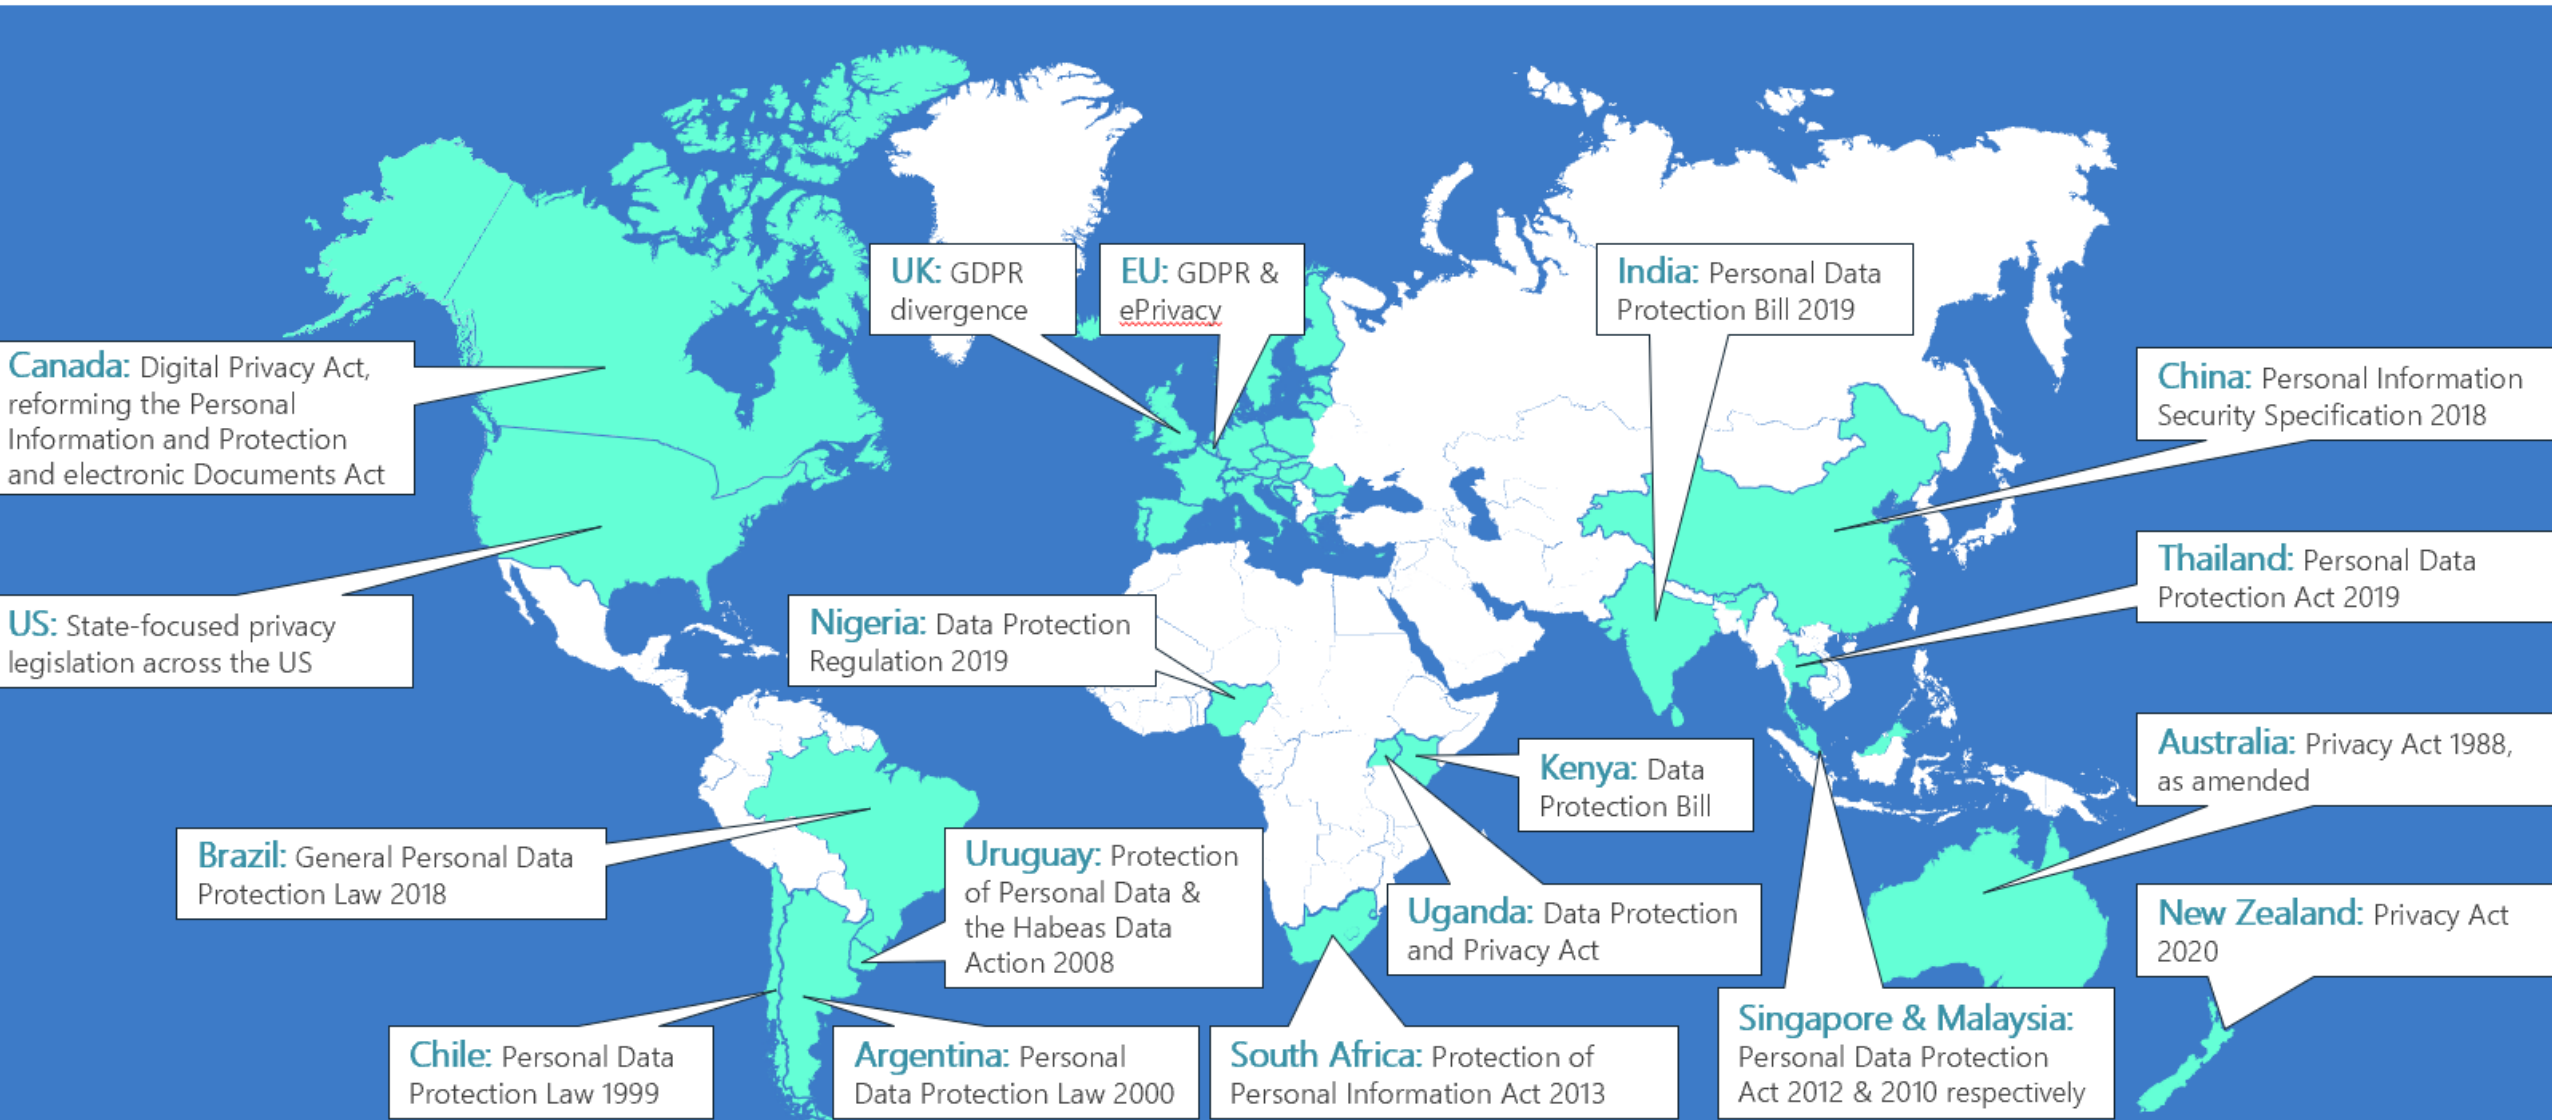 UK: GDPR
divergence
EU: GDPR &
ePrivacy
India: Personal Data
Protection Bill 2019
Canada: Digital Privacy Act,
reforming the Personal
Information and Protection
and electronic Documents Act
China: Personal Information
Security Specification 2018
Thailand: Personal Data
Protection Act 2019
US: State-focused privacy
legislation across the US
Nigeria: Data Protection
Regulation 2019
Australia: Privacy Act 1988,
as amended
Kenya: Data
Protection Bill
Brazil: General Personal Data
Protection Law 2018
Uruguay: Protection
of Personal Data &
the Habeas Data
Action 2008
Uganda: Data Protection
and Privacy Act
New Zealand: Privacy Act
2020
Chile: Personal Data
Protection Law 1999
Argentina: Personal
Data Protection Law 2000
South Africa: Protection of
Personal Information Act 2013
Singapore & Malaysia:
Personal Data Protection
Act 2012 & 2010 respectively